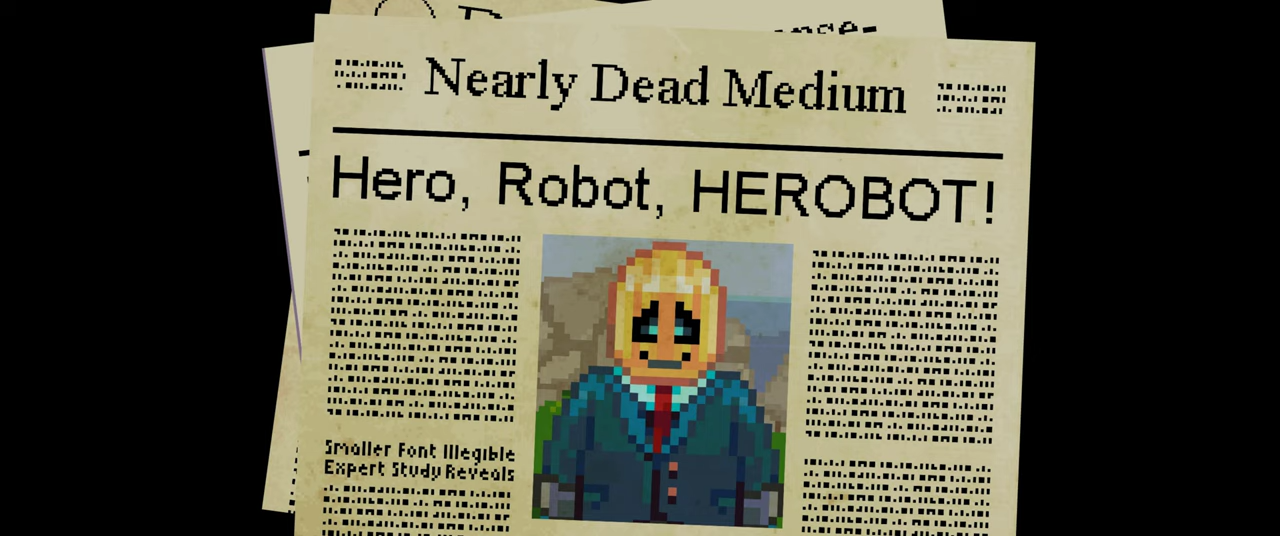 Nearly Dead Medium
Hero, Robot, HEROBOT!
Smaller Font Illegible
Expert Study Reveals